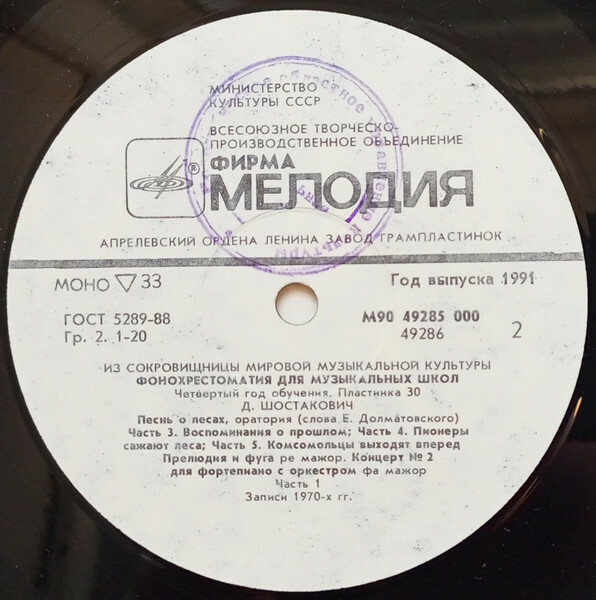 МИНИСТЕРСТВО
КУЛЬТУРЫ СССР
ВСЕСОЮЗНОЕ ТВОРЧЕСКО-
ПРОИЗВОДСТВЕННОЕ ОБЪЕДИНЕНИЕ
®
ФИРМА
МЕЛОДИЯ
областное управление культуры
АПРЕЛЕВСКИЙ ОРДЕНА ЛЕНИНА ЗАВОД ГРАМПЛАСТИНОК
МОНО ▽ 33
Год выпуска 1991
ГОСТ 5289-88
М90 49285 000
Гр. 2. 1-20
49286
2
ИЗ СОКРОВИЩНИЦЫ МИРОВОЙ МУЗЫКАЛЬНОЙ КУЛЬТУРЫ
ФОНОХРЕСТОМАТИЯ ДЛЯ МУЗЫКАЛЬНЫХ ШКОЛ
Четвертый год обучения. Пластинка 30
Д. ШОСТАКОВИЧ
Песнь о лесах, оратория (слова Е. Долматовского)
Часть 3. Воспоминания о прошлом; Часть 4. Пионеры
сажают леса; Часть 5. Комсомольцы выходят вперед
Прелюдия и фуга ре мажор. Концерт № 2
для фортепиано с оркестром фа мажор
Часть 1
Записи 1970-х гг.